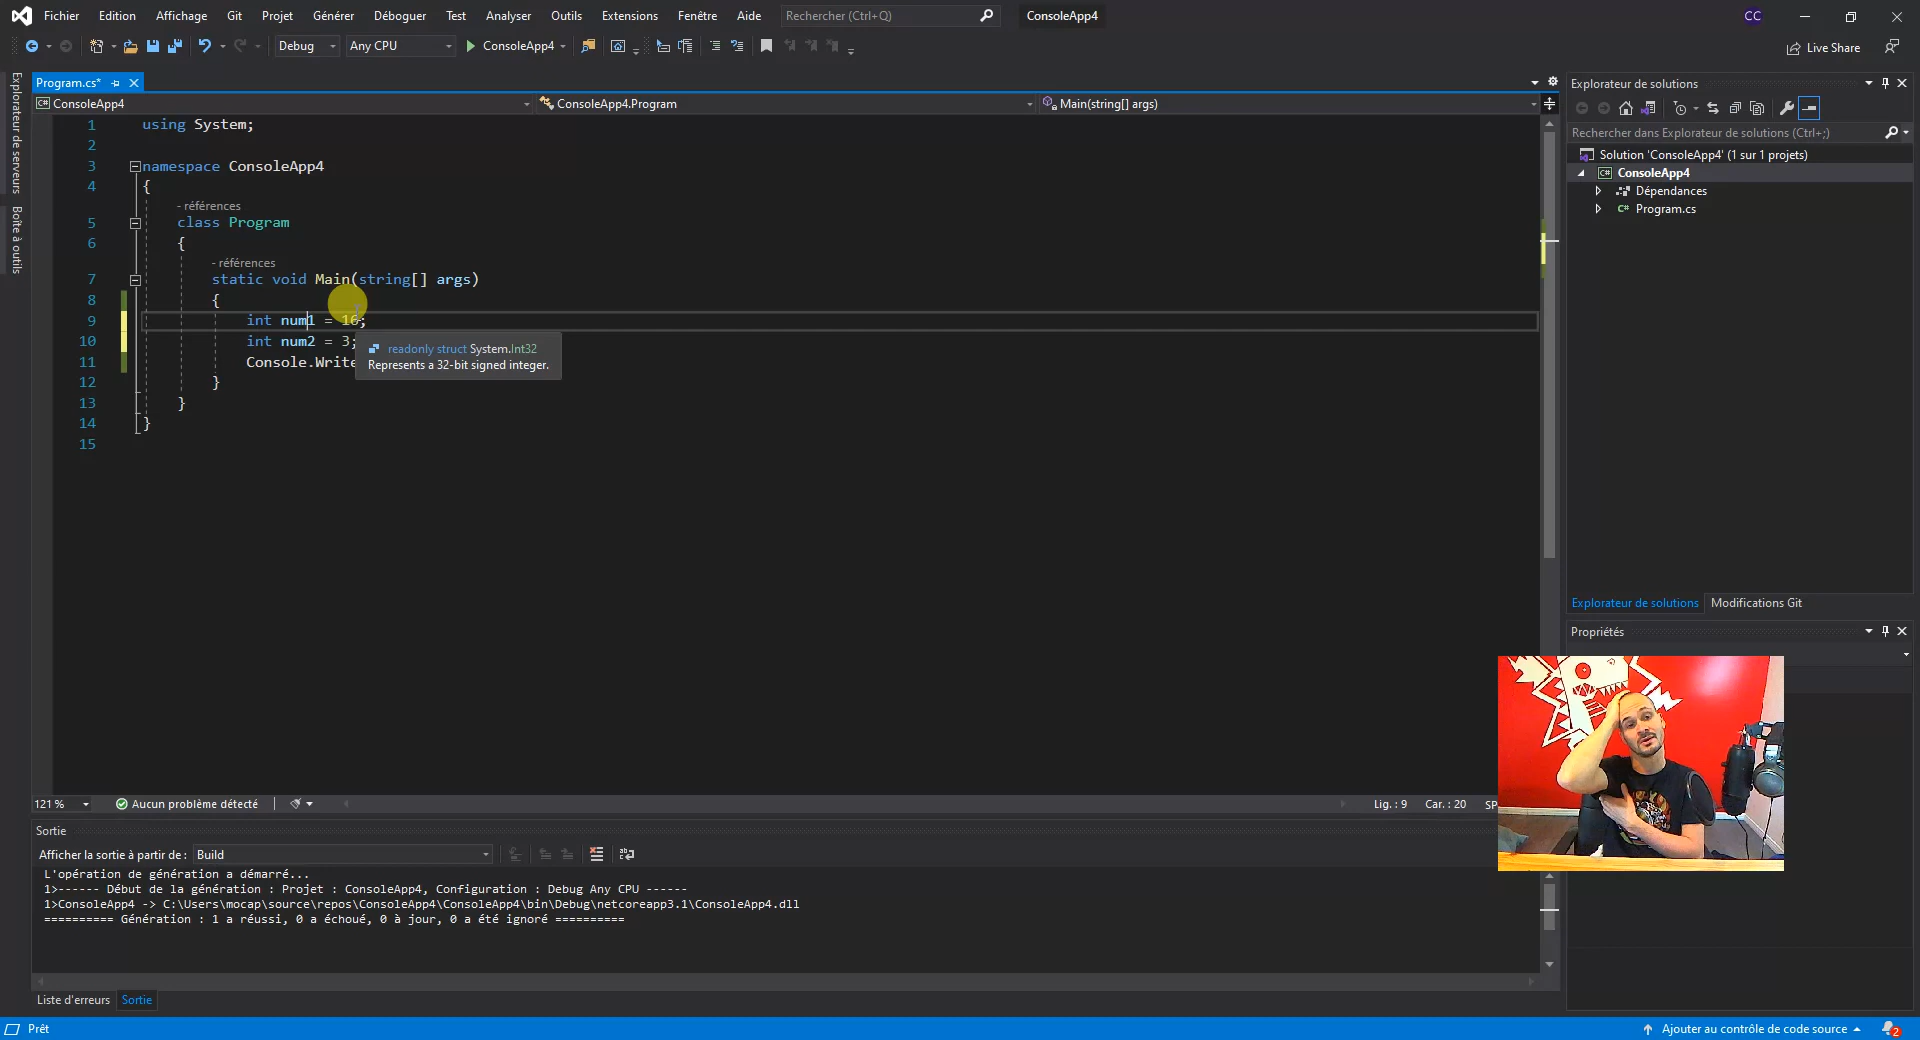 Fichier Edition Affichage Git Projet Générer Déboguer Test Analyser Outils Extensions Fenêtre Aide Rechercher (Ctrl+Q) ConsoleApp4 CC
Debug Any CPU ConsoleApp4 Live Share
Explorateur de serveurs
Boîte à outils
Program.cs*
ConsoleApp4 ConsoleApp4.Program Main(string[] args)
1 using System;
2
3 namespace ConsoleApp4
4 {
- références
5 class Program
6 {
- références
7 static void Main(string[] args)
8 {
9 int num1 = 16;
10 int num2 = 3;
11 Console.Write
12 }
13 }
14 }
15
readonly struct System.Int32
Represents a 32-bit signed integer.
121 % Aucun problème détecté Lig. : 9 Car. : 20 SP
Sortie
Afficher la sortie à partir de : Build
L'opération de génération a démarré...
1>------ Début de la génération : Projet : ConsoleApp4, Configuration : Debug Any CPU ------
1>ConsoleApp4 -> C:\Users\mocap\source\repos\ConsoleApp4\ConsoleApp4\bin\Debug\netcoreapp3.1\ConsoleApp4.dll
========== Génération : 1 a réussi, 0 a échoué, 0 à jour, 0 a été ignoré ==========
Liste d'erreurs Sortie
Explorateur de solutions
Rechercher dans Explorateur de solutions (Ctrl+;)
Solution 'ConsoleApp4' (1 sur 1 projets)
ConsoleApp4
Dépendances
C# Program.cs
Explorateur de solutions Modifications Git
Propriétés
Prêt Ajouter au contrôle de code source 2